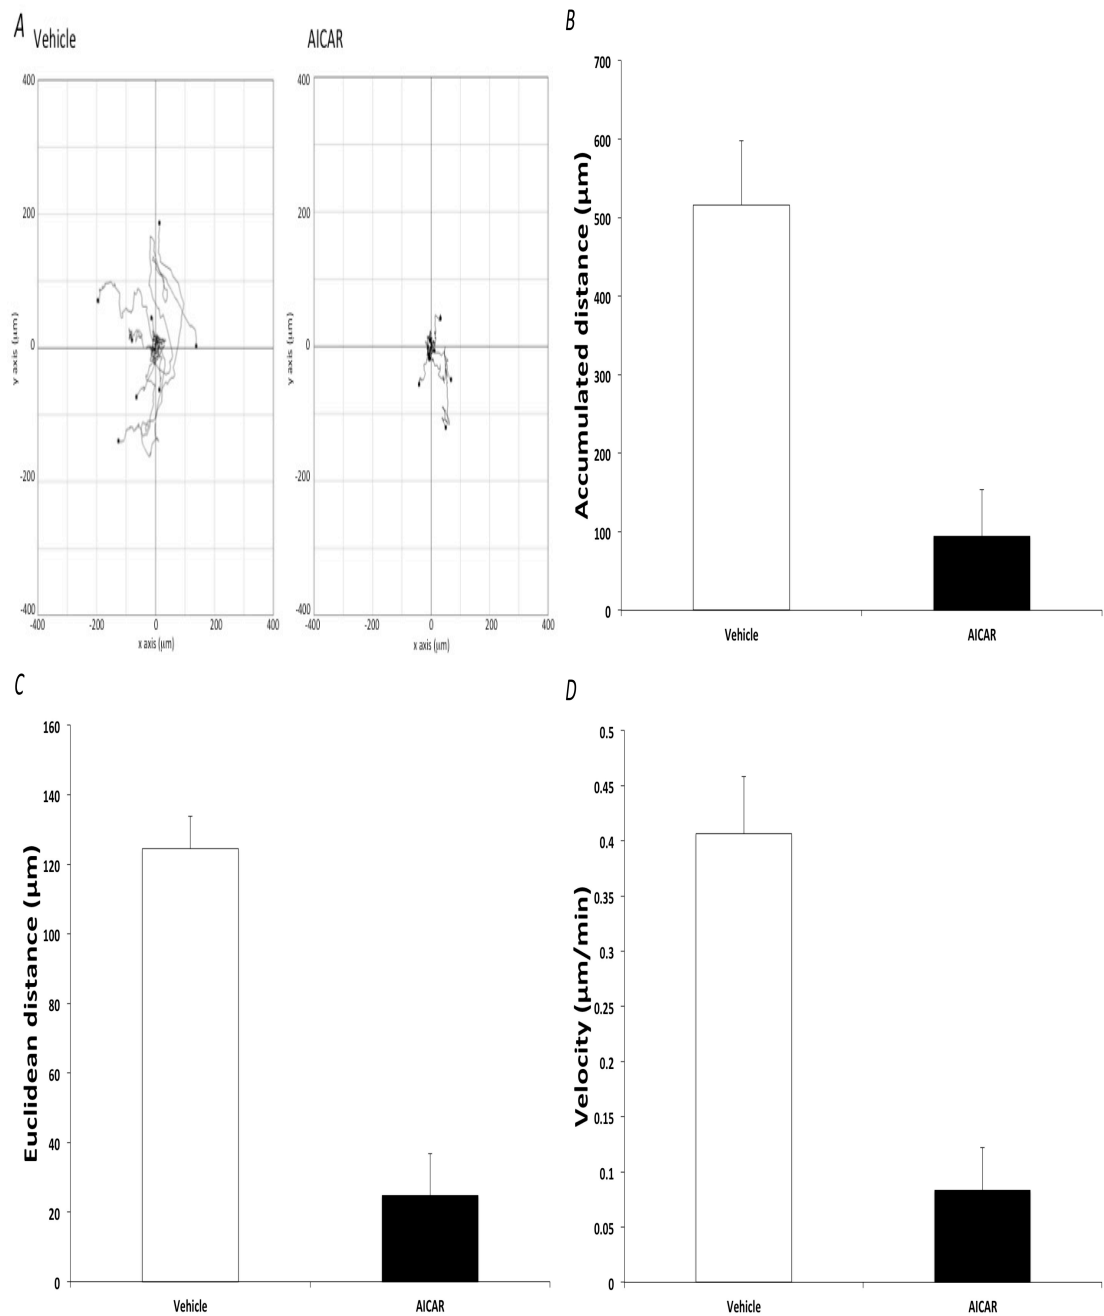 A
Vehicle
AICAR
400
200
0
-200
-400
y axis (µm)
-400 -200 0 200 400
x axis (µm)
400
200
0
-200
-400
y axis (µm)
-400 -200 0 200 400
x axis (µm)
B
700
600
500
400
300
200
100
0
Accumulated distance (µm)
Vehicle AICAR
C
160
140
120
100
80
60
40
20
0
Euclidean distance (µm)
Vehicle AICAR
D
0.5
0.45
0.4
0.35
0.3
0.25
0.2
0.15
0.1
0.05
0
Velocity (µm/min)
Vehicle AICAR